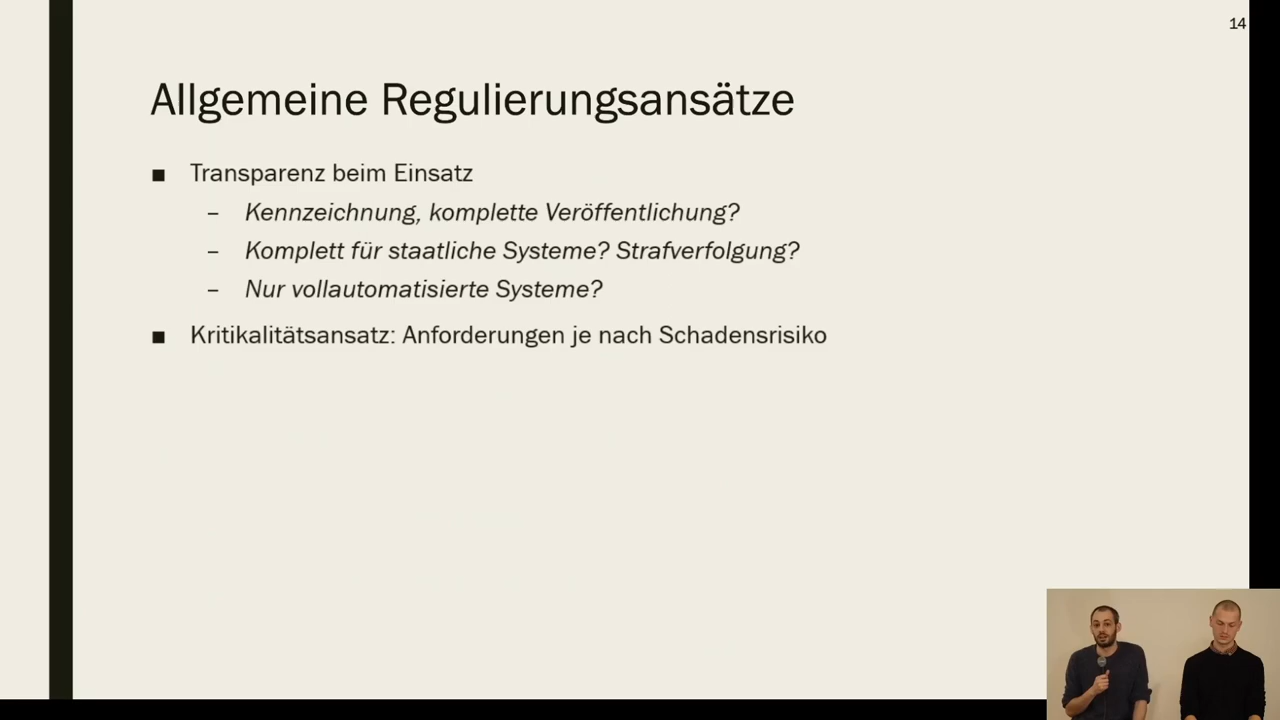 14
Allgemeine Regulierungsansätze
■ Transparenz beim Einsatz
– Kennzeichnung, komplette Veröffentlichung?
– Komplett für staatliche Systeme? Strafverfolgung?
– Nur vollautomatisierte Systeme?
■ Kritikalitätsansatz: Anforderungen je nach Schadensrisiko